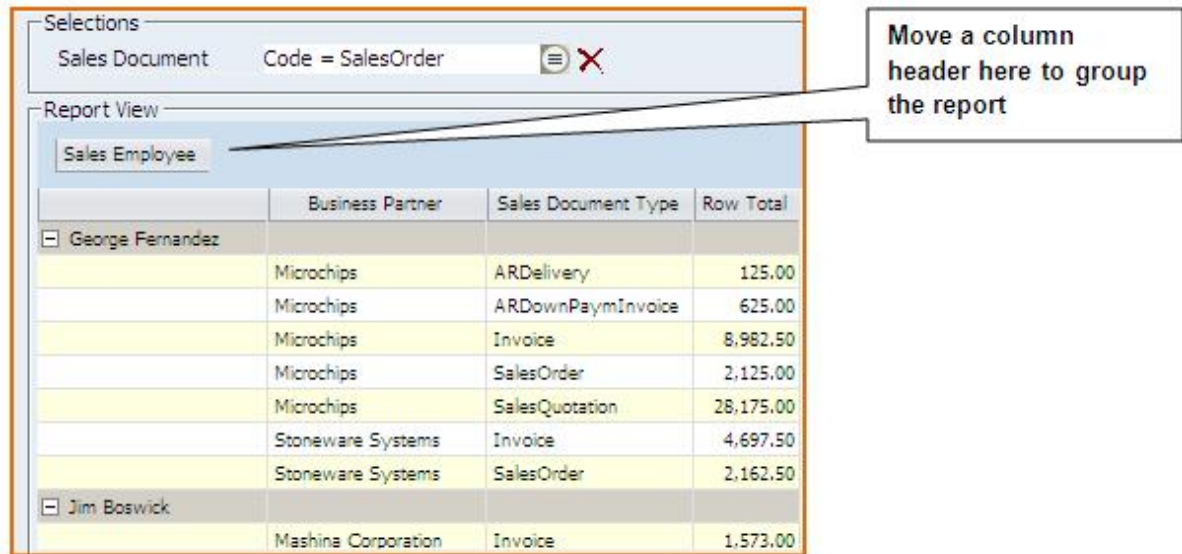 Selections
Sales Document Code = SalesOrder
Report View
Sales Employee
Business Partner Sales Document Type Row Total
George Fernandez
Microchips ARDelivery 125.00
Microchips ARDownPaymInvoice 625.00
Microchips Invoice 8,982.50
Microchips SalesOrder 2,125.00
Microchips SalesQuotation 28,175.00
Stoneware Systems Invoice 4,697.50
Stoneware Systems SalesOrder 2,162.50
Jim Boswick
Mashina Corporation Invoice 1,573.00
Move a column
header here to group
the report